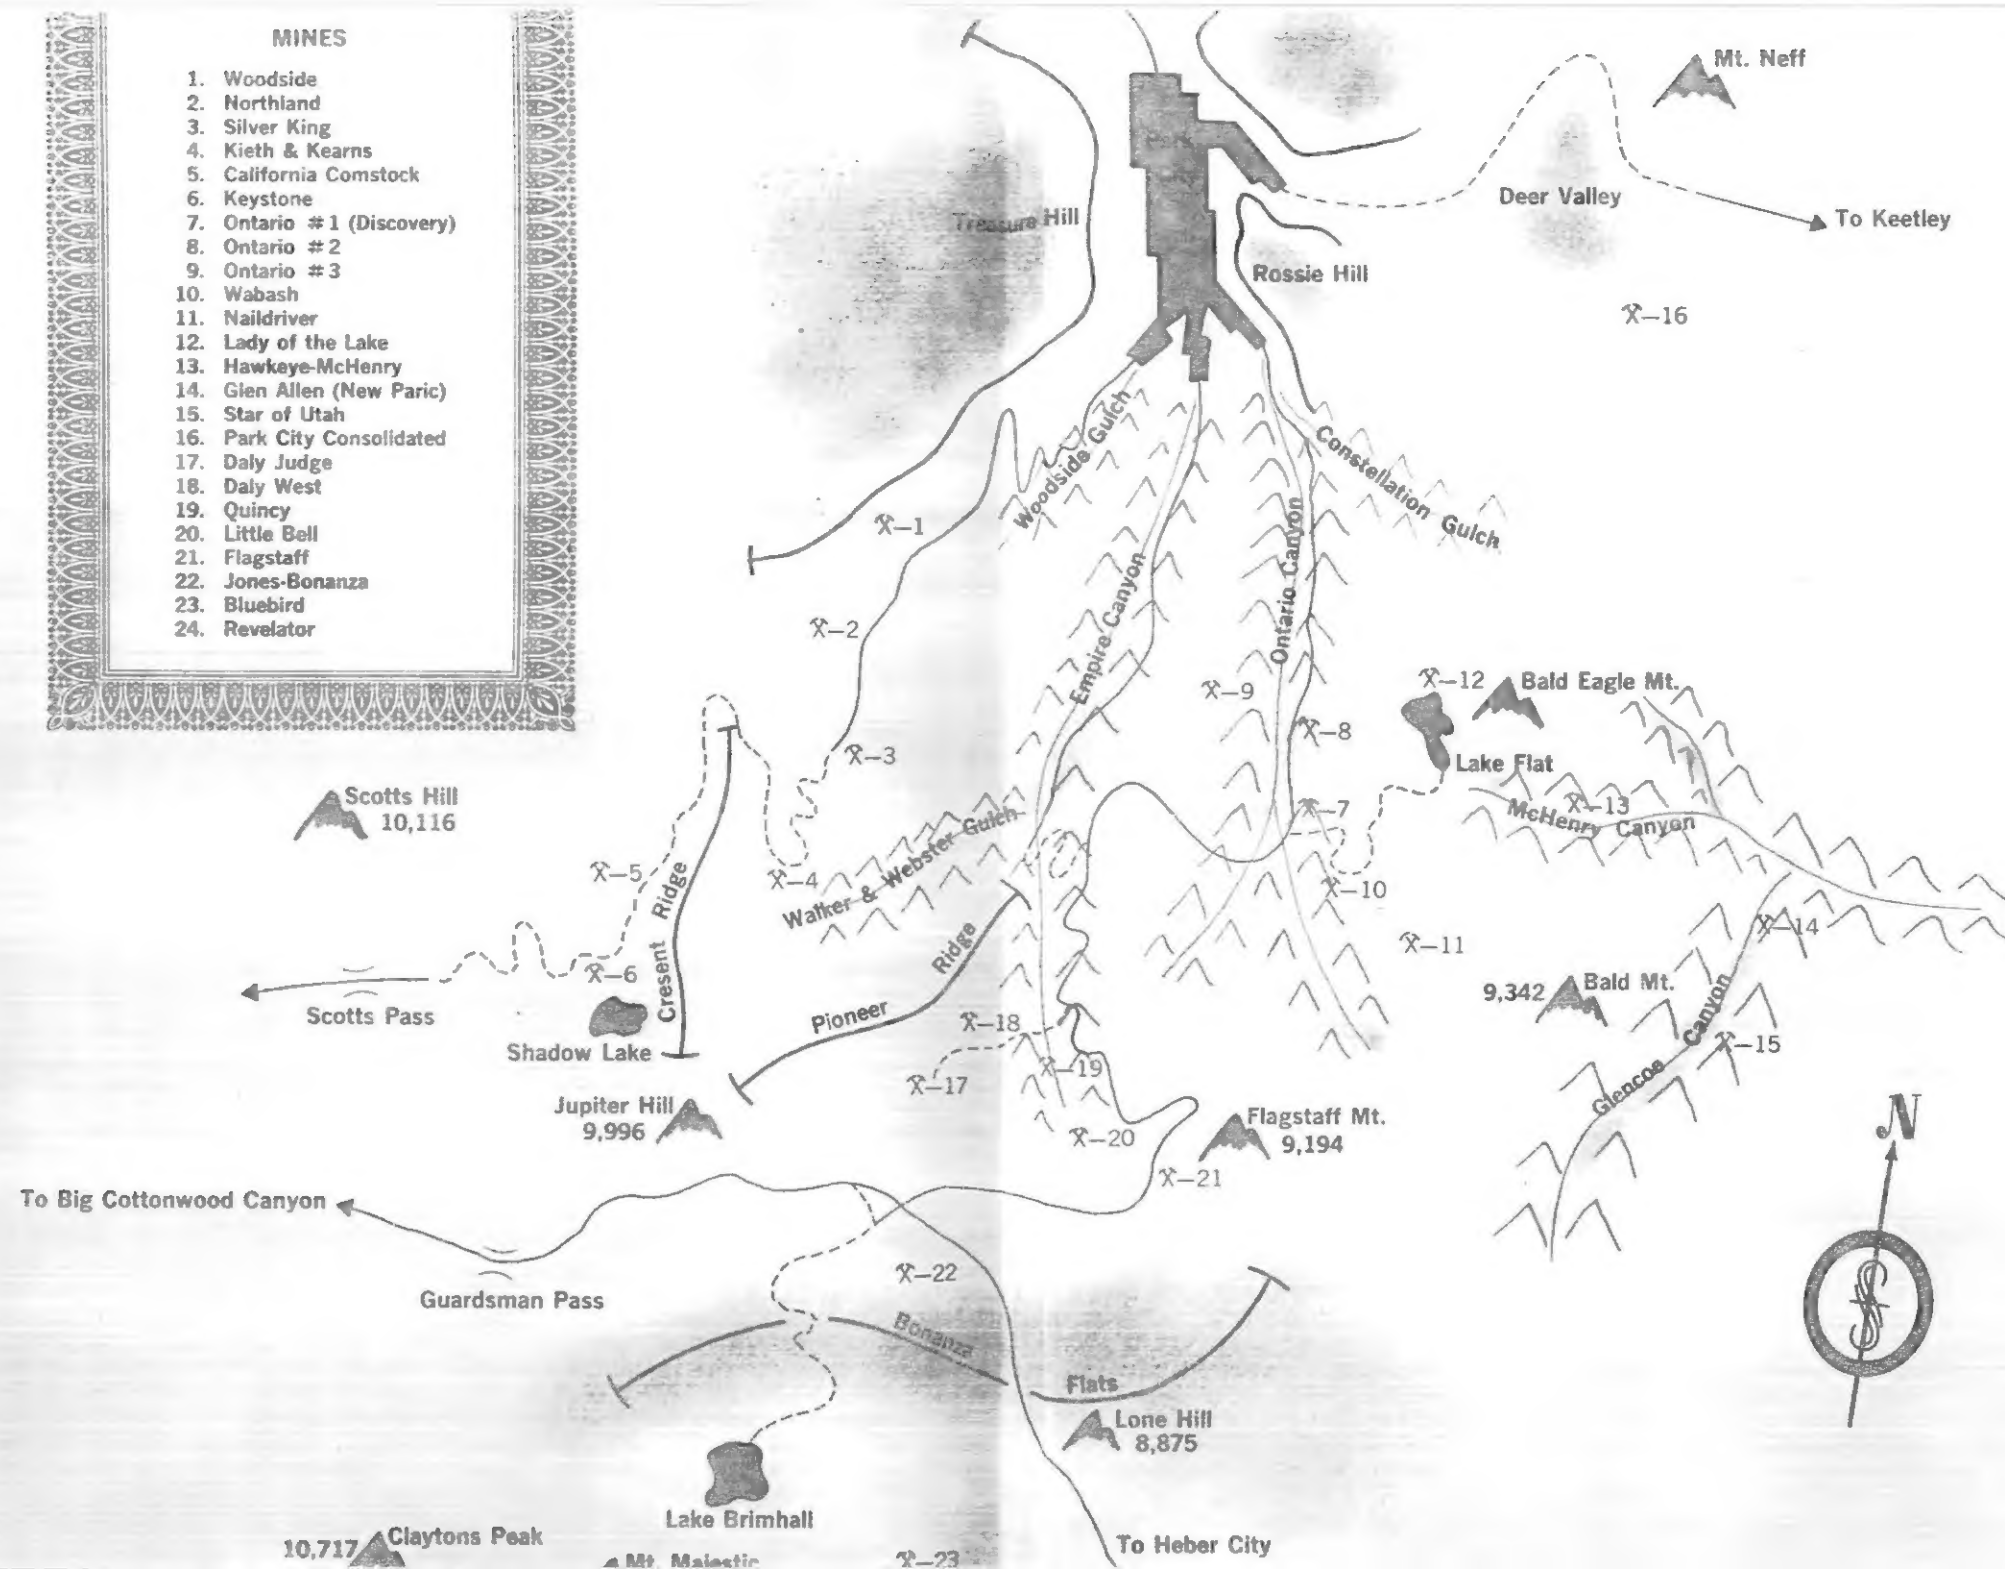 MINES
1. Woodside
2. Northland
3. Silver King
4. Kieth & Kearns
5. California Comstock
6. Keystone
7. Ontario #1 (Discovery)
8. Ontario #2
9. Ontario #3
10. Wabash
11. Naildriver
12. Lady of the Lake
13. Hawkeye-McHenry
14. Glen Allen (New Paric)
15. Star of Utah
16. Park City Consolidated
17. Daly Judge
18. Daly West
19. Quincy
20. Little Bell
21. Flagstaff
22. Jones-Bonanza
23. Bluebird
24. Revelator
Mt. Neff
Park
City
Deer Valley
To Keetley
Treasure Hill
Rossie Hill
-16
Woodside Gulch
Constellation Gulch
-1
Empire Canyon
Ontario Canyon
-2
-9
-12
Bald Eagle Mt.
-8
-3
Lake Flat
Scotts Hill
10,116
-7
-13
McHenry Canyon
Walker & Webster Gulch
-5
-4
-10
Cresent Ridge
Pioneer Ridge
-11
-14
-6
9,342
Bald Mt.
Scotts Pass
Shadow Lake
-18
-19
-17
Glencoe Canyon
-15
Jupiter Hill
9,996
-20
Flagstaff Mt.
9,194
N
-21
To Big Cottonwood Canyon
Guardsman Pass
-22
Bonanza
Flats
Lone Hill
8,875
Lake Brimhall
10,717
Claytons Peak
Mt. Majestic
-23
To Heber City